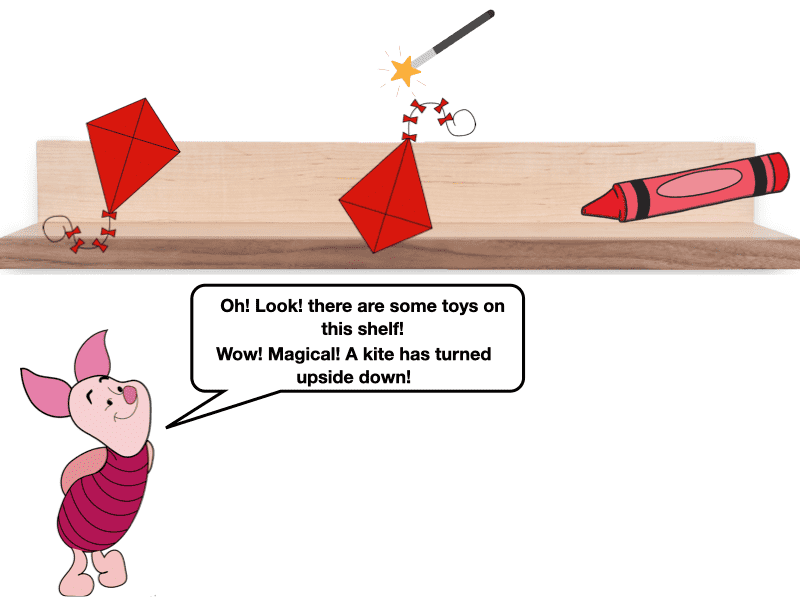 Oh! Look! there are some toys on
this shelf!
Wow! Magical! A kite has turned
upside down!